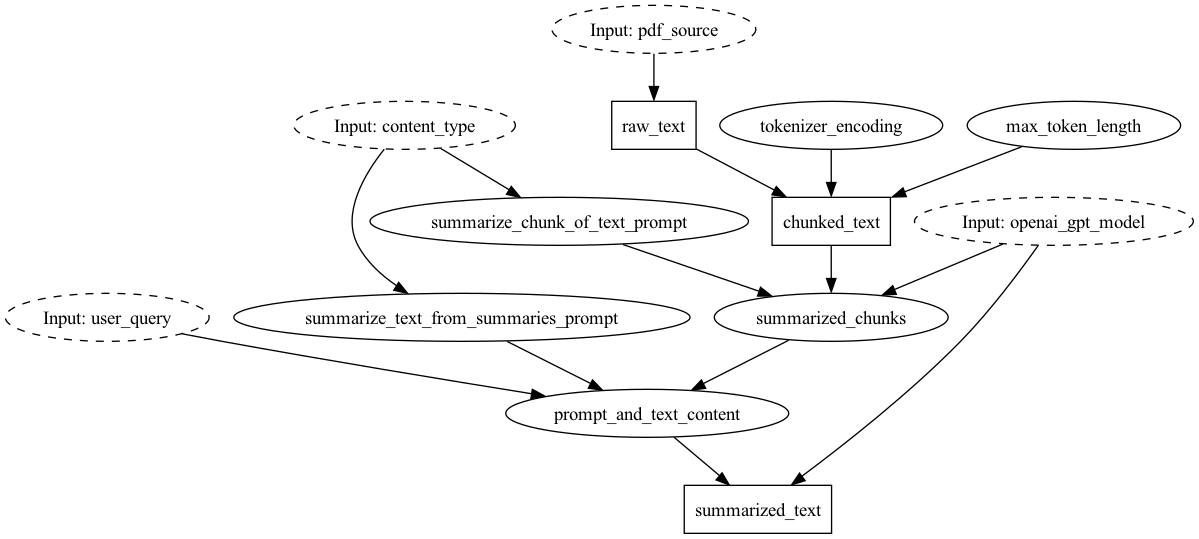 Input: pdf_source
Input: content_type
raw_text
tokenizer_encoding
max_token_length
summarize_chunk_of_text_prompt
chunked_text
Input: openai_gpt_model
Input: user_query
summarize_text_from_summaries_prompt
summarized_chunks
prompt_and_text_content
summarized_text